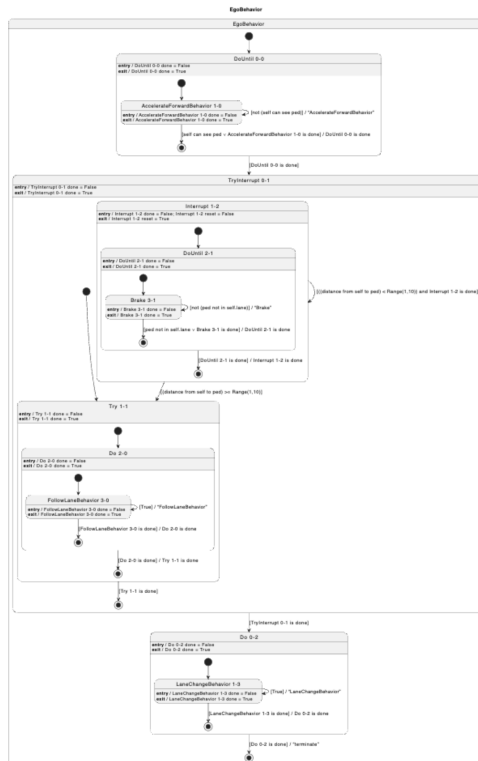 EgoBehavior
EgoBehavior
DoUntil 0-0
entry / DoUntil 0-0 done = False
exit / DoUntil 0-0 done = True
AccelerateForwardBehavior 1-0
entry / AccelerateForwardBehavior 1-0 done = False
exit / AccelerateForwardBehavior 1-0 done = True
[not (self can see ped)] / "AccelerateForwardBehavior"
[self can see ped = AccelerateForwardBehavior 1-0 is done] / DoUntil 0-0 is done
[DoUntil 0-0 is done]
TryInterrupt 0-1
entry / TryInterrupt 0-1 done = False
exit / TryInterrupt 0-1 done = True
Interrupt 1-2
entry / Interrupt 1-2 done = False; Interrupt 1-2 reset = False
exit / Interrupt 1-2 reset = True
DoUntil 2-1
entry / DoUntil 2-1 done = False
exit / DoUntil 2-1 done = True
Brake 3-1
entry / Brake 3-1 done = False
exit / Brake 3-1 done = True
[not (ped not in self.lane)] / "Brake"
[ped not in self.lane = Brake 3-1 is done] / DoUntil 2-1 is done
[((distance from self to ped) < Range(1,10)) and Interrupt 1-2 is done]
[DoUntil 2-1 is done] / Interrupt 1-2 is done
[((distance from self to ped) >= Range(1,10))]
Try 1-1
entry / Try 1-1 done = False
exit / Try 1-1 done = True
Do 2-0
entry / Do 2-0 done = False
exit / Do 2-0 done = True
FollowLaneBehavior 3-0
entry / FollowLaneBehavior 3-0 done = False
exit / FollowLaneBehavior 3-0 done = True
[True] / "FollowLaneBehavior"
[FollowLaneBehavior 3-0 is done] / Do 2-0 is done
[Do 2-0 is done] / Try 1-1 is done
[Try 1-1 is done]
[TryInterrupt 0-1 is done]
Do 0-2
entry / Do 0-2 done = False
exit / Do 0-2 done = True
LaneChangeBehavior 1-3
entry / LaneChangeBehavior 1-3 done = False
exit / LaneChangeBehavior 1-3 done = True
[True] / "LaneChangeBehavior"
[LaneChangeBehavior 1-3 is done] / Do 0-2 is done
[Do 0-2 is done] / "terminate"